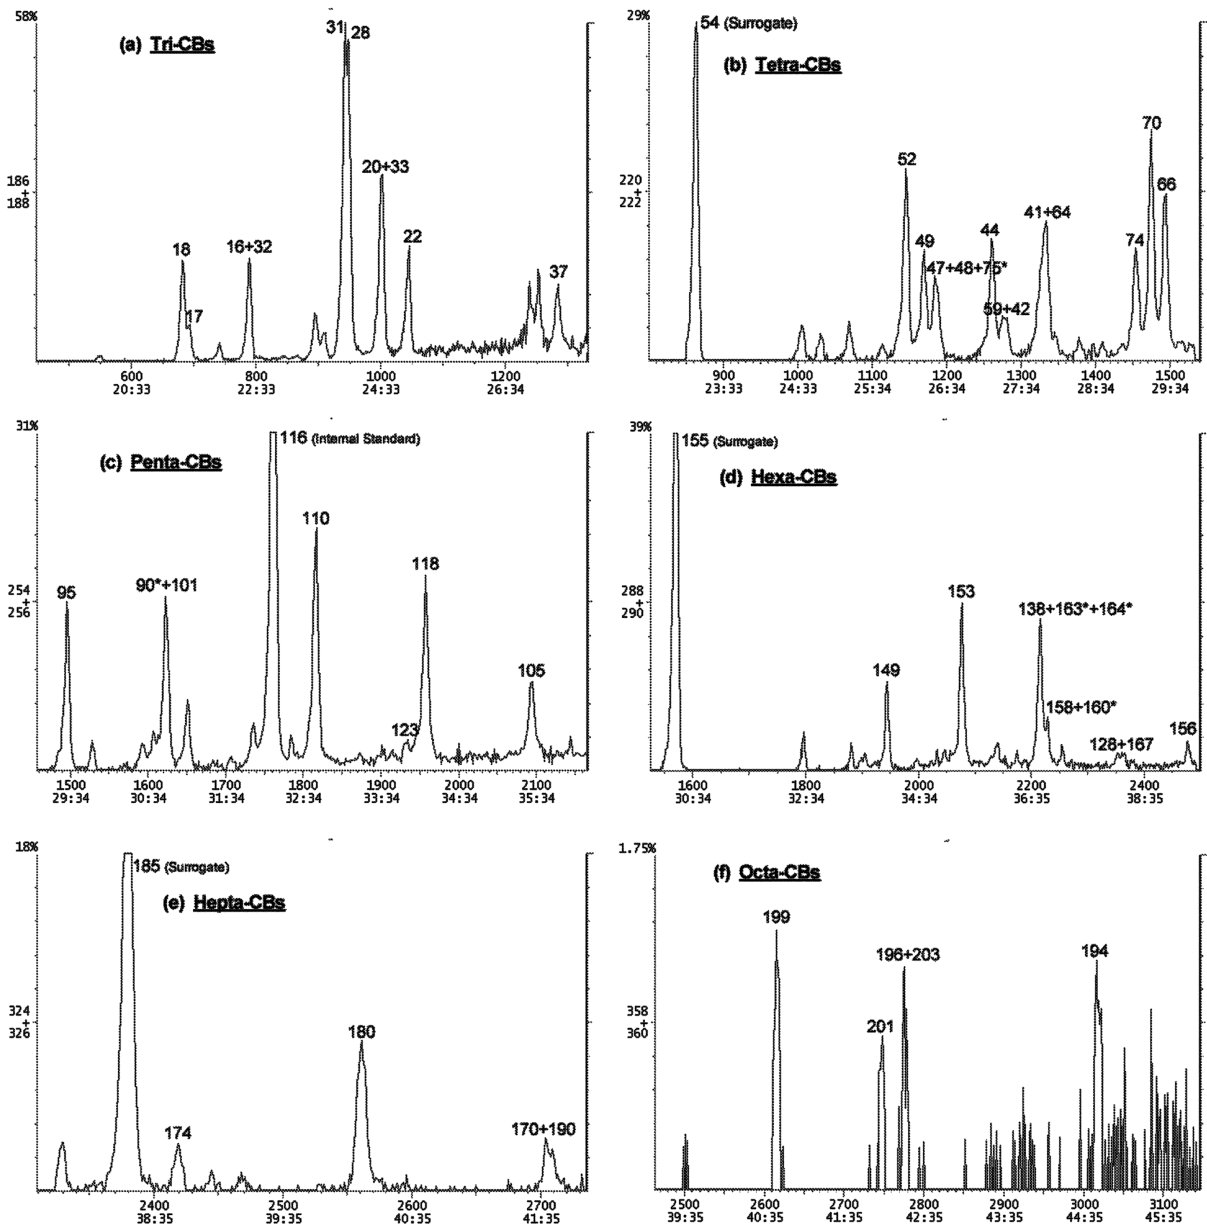 58%
(a) Tri-CBs
31
28
20+33
186
+
188
18
17
16+32
22
37
600 800 1000 1200
20:33 22:33 24:33 26:34
29%
54 (Surrogate)
(b) Tetra-CBs
70
52
220
+
222
66
41+64
44
49
47+48+75*
74
59+42
900 1000 1100 1200 1300 1400 1500
23:33 24:33 25:34 26:34 27:34 28:34 29:34
31%
116 (Internal Standard)
(c) Penta-CBs
110
118
254
+
256
95
90*+101
105
123
1500 1600 1700 1800 1900 2000 2100
29:34 30:34 31:34 32:34 33:34 34:34 35:34
39%
155 (Surrogate)
(d) Hexa-CBs
288
+
290
153
138+163*+164*
149
158+160*
128+167
156
1600 1800 2000 2200 2400
30:34 32:34 34:34 36:35 38:35
18%
185 (Surrogate)
(e) Hepta-CBs
324
+
326
180
174
170+190
2400 2500 2600 2700
38:35 39:35 40:35 41:35
1.75%
(f) Octa-CBs
199
196+203
194
358
+
360
201
2500 2600 2700 2800 2900 3000 3100
39:35 40:35 41:35 42:35 43:35 44:35 45:35